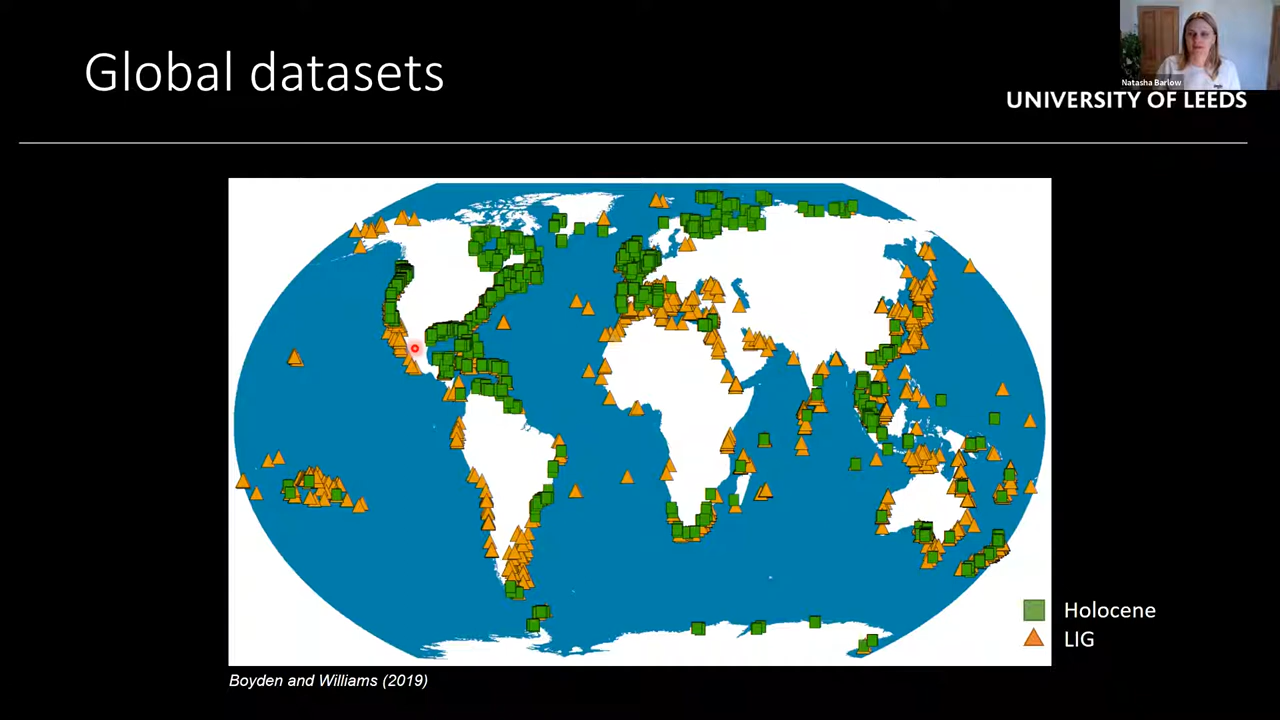 Global datasets
Natasha Barlow
UNIVERSITY OF LEEDS
Holocene
LIG
Boyden and Williams (2019)